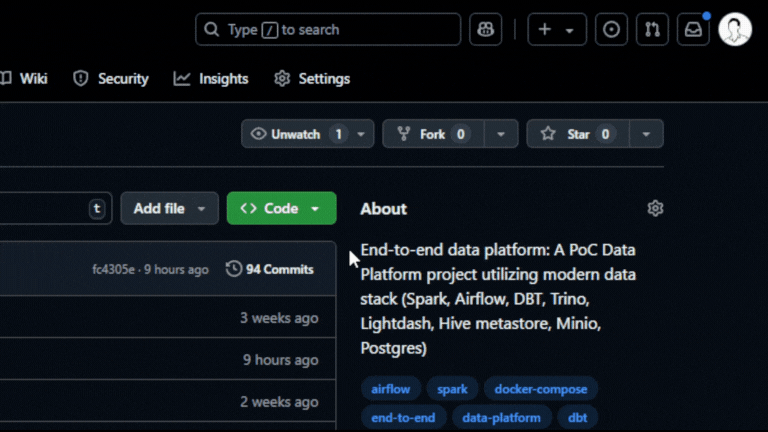 Type / to search
Wiki Security Insights Settings
Unwatch 1 Fork 0 Star 0
t Add file Code About
End-to-end data platform: A PoC Data
Platform project utilizing modern data
stack (Spark, Airflow, DBT, Trino,
Lightdash, Hive metastore, Minio,
Postgres)
fc4305e · 9 hours ago 94 Commits
3 weeks ago
9 hours ago
2 weeks ago
airflow spark docker-compose
end-to-end data-platform dbt